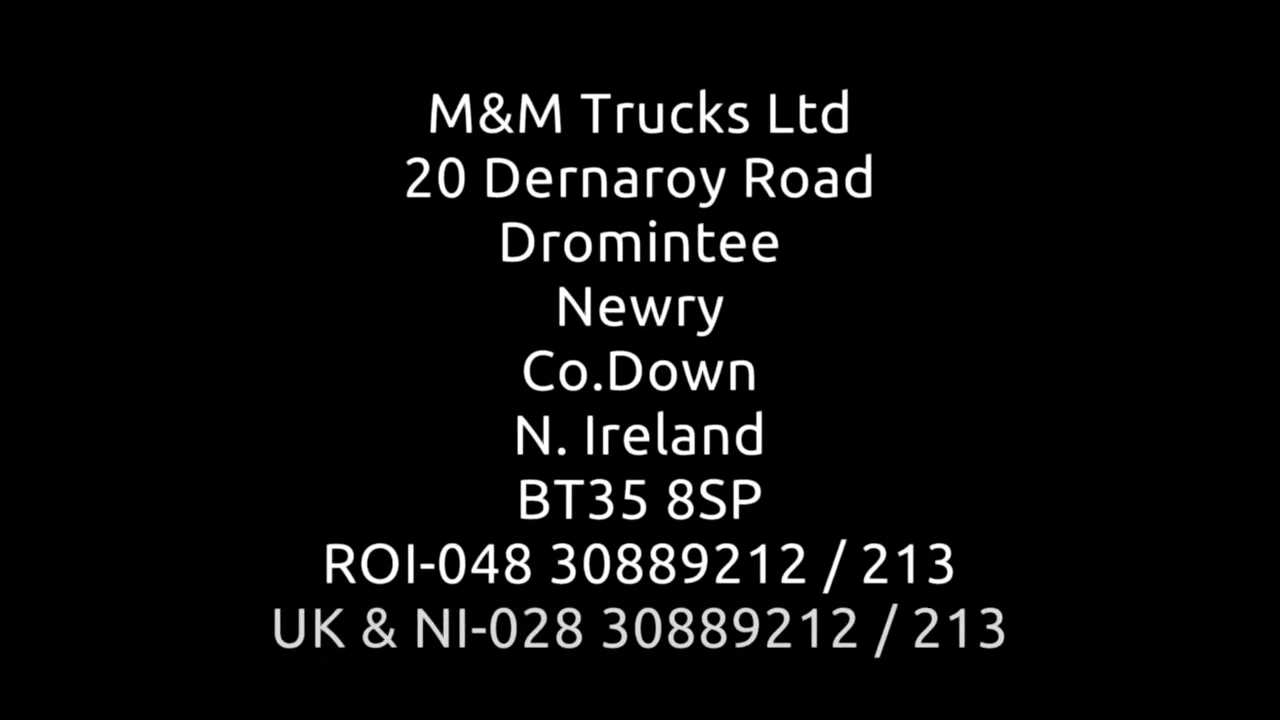 M&M Trucks Ltd
20 Dernaroy Road
Dromintee
Newry
Co.Down
N. Ireland
BT35 8SP
ROI-048 30889212 / 213
UK & NI-028 30889212 / 213